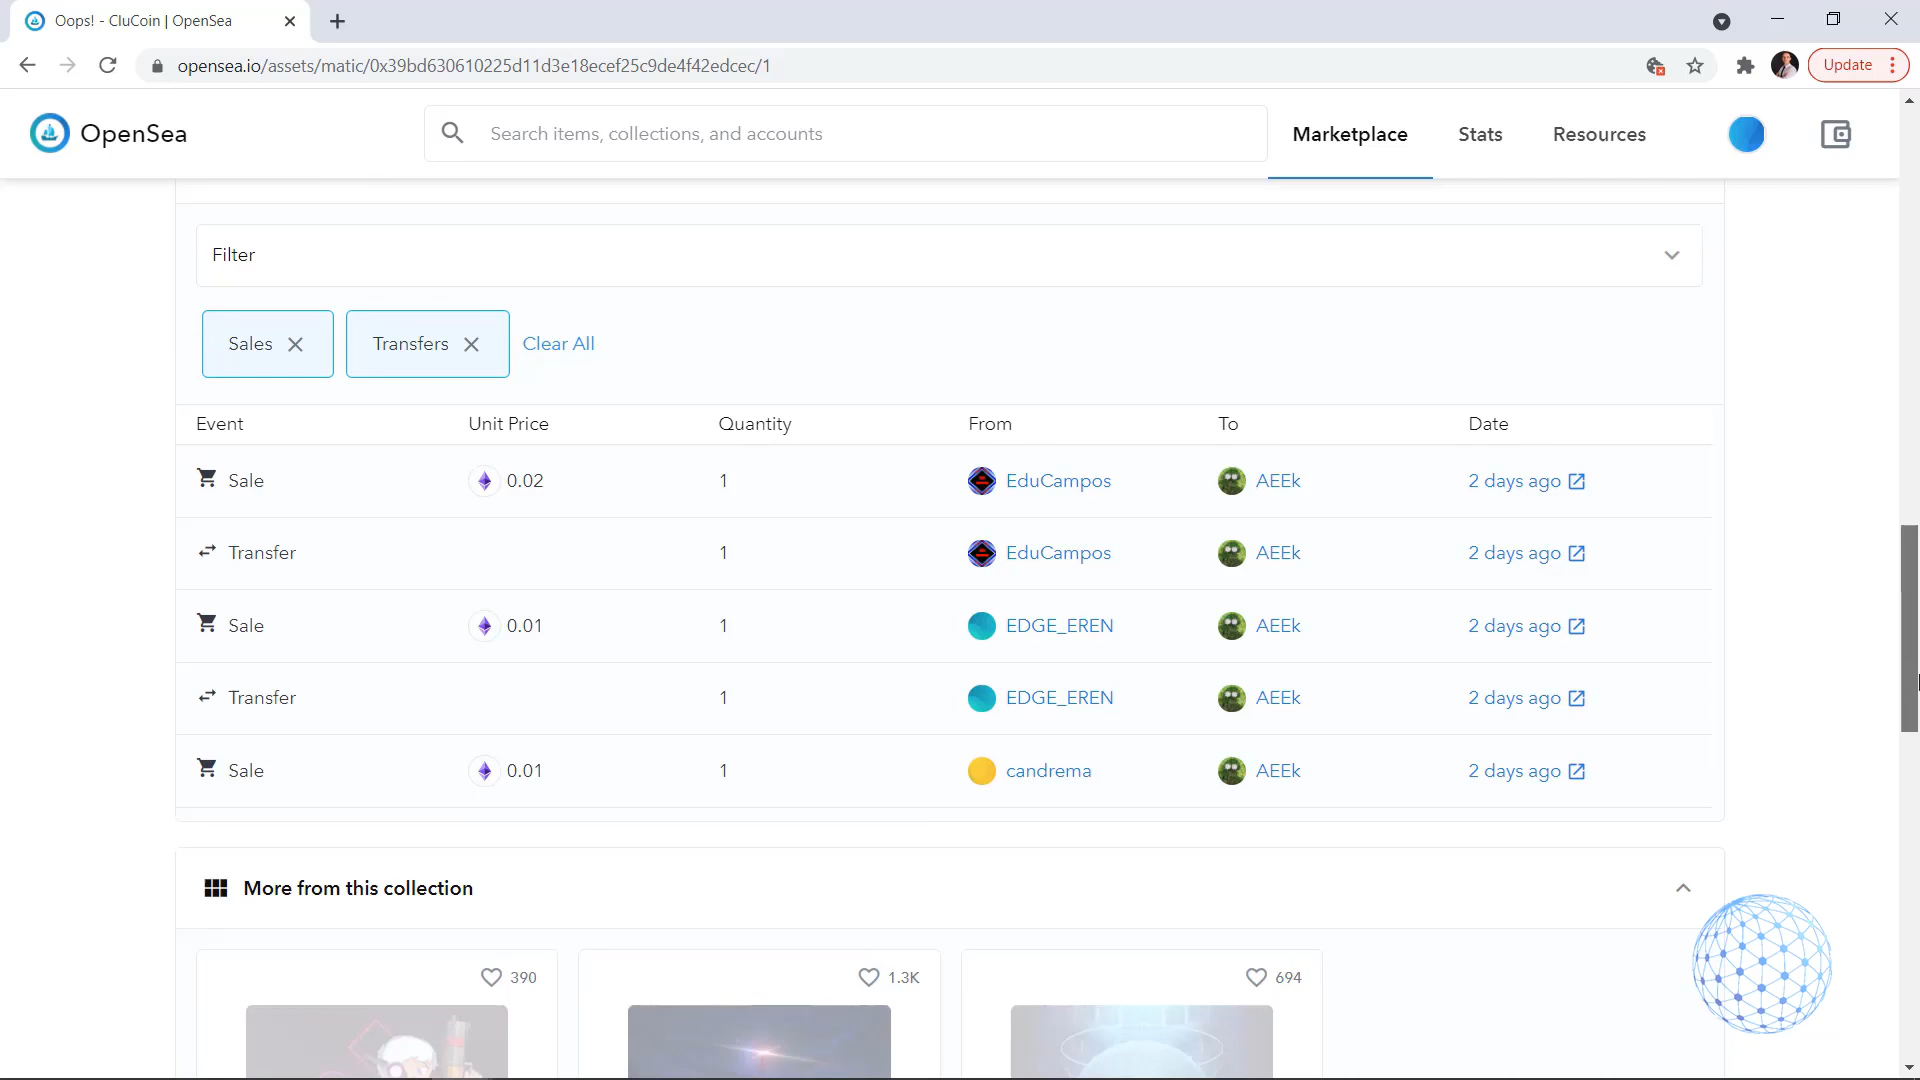 Oops! - CluCoin | OpenSea
opensea.io/assets/matic/0x39bd630610225d11d3e18ecef25c9de4f42edcec/1
Update
OpenSea
Search items, collections, and accounts
Marketplace Stats Resources
Filter
Sales Transfers Clear All
Event Unit Price Quantity From To Date
Sale 0.02 1 EduCampos AEEk 2 days ago
Transfer 1 EduCampos AEEk 2 days ago
Sale 0.01 1 EDGE_EREN AEEk 2 days ago
Transfer 1 EDGE_EREN AEEk 2 days ago
Sale 0.01 1 candrema AEEk 2 days ago
More from this collection
390 1.3K 694